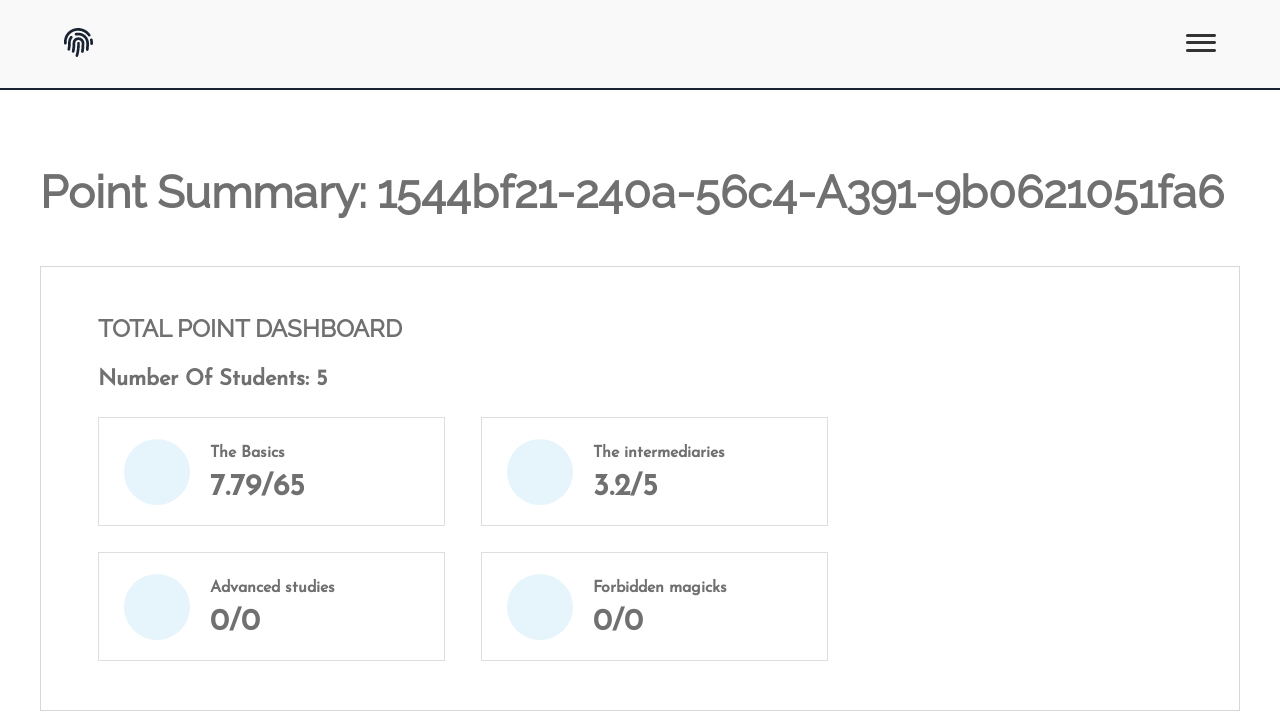 Point Summary: 1544bf21-240a-56c4-A391-9b0621051fa6
TOTAL POINT DASHBOARD
Number Of Students: 5
The Basics
7.79/65
The intermediaries
3.2/5
Advanced studies
0/0
Forbidden magicks
0/0